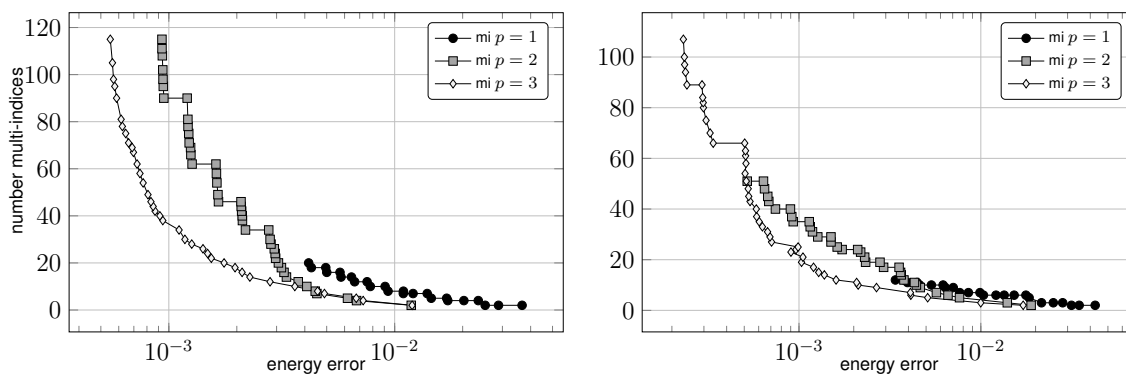 120
100
80
60
40
20
0
number multi-indices
10⁻³
10⁻²
energy error
mi p = 1
mi p = 2
mi p = 3
100
80
60
40
20
0
10⁻³
10⁻²
energy error
mi p = 1
mi p = 2
mi p = 3